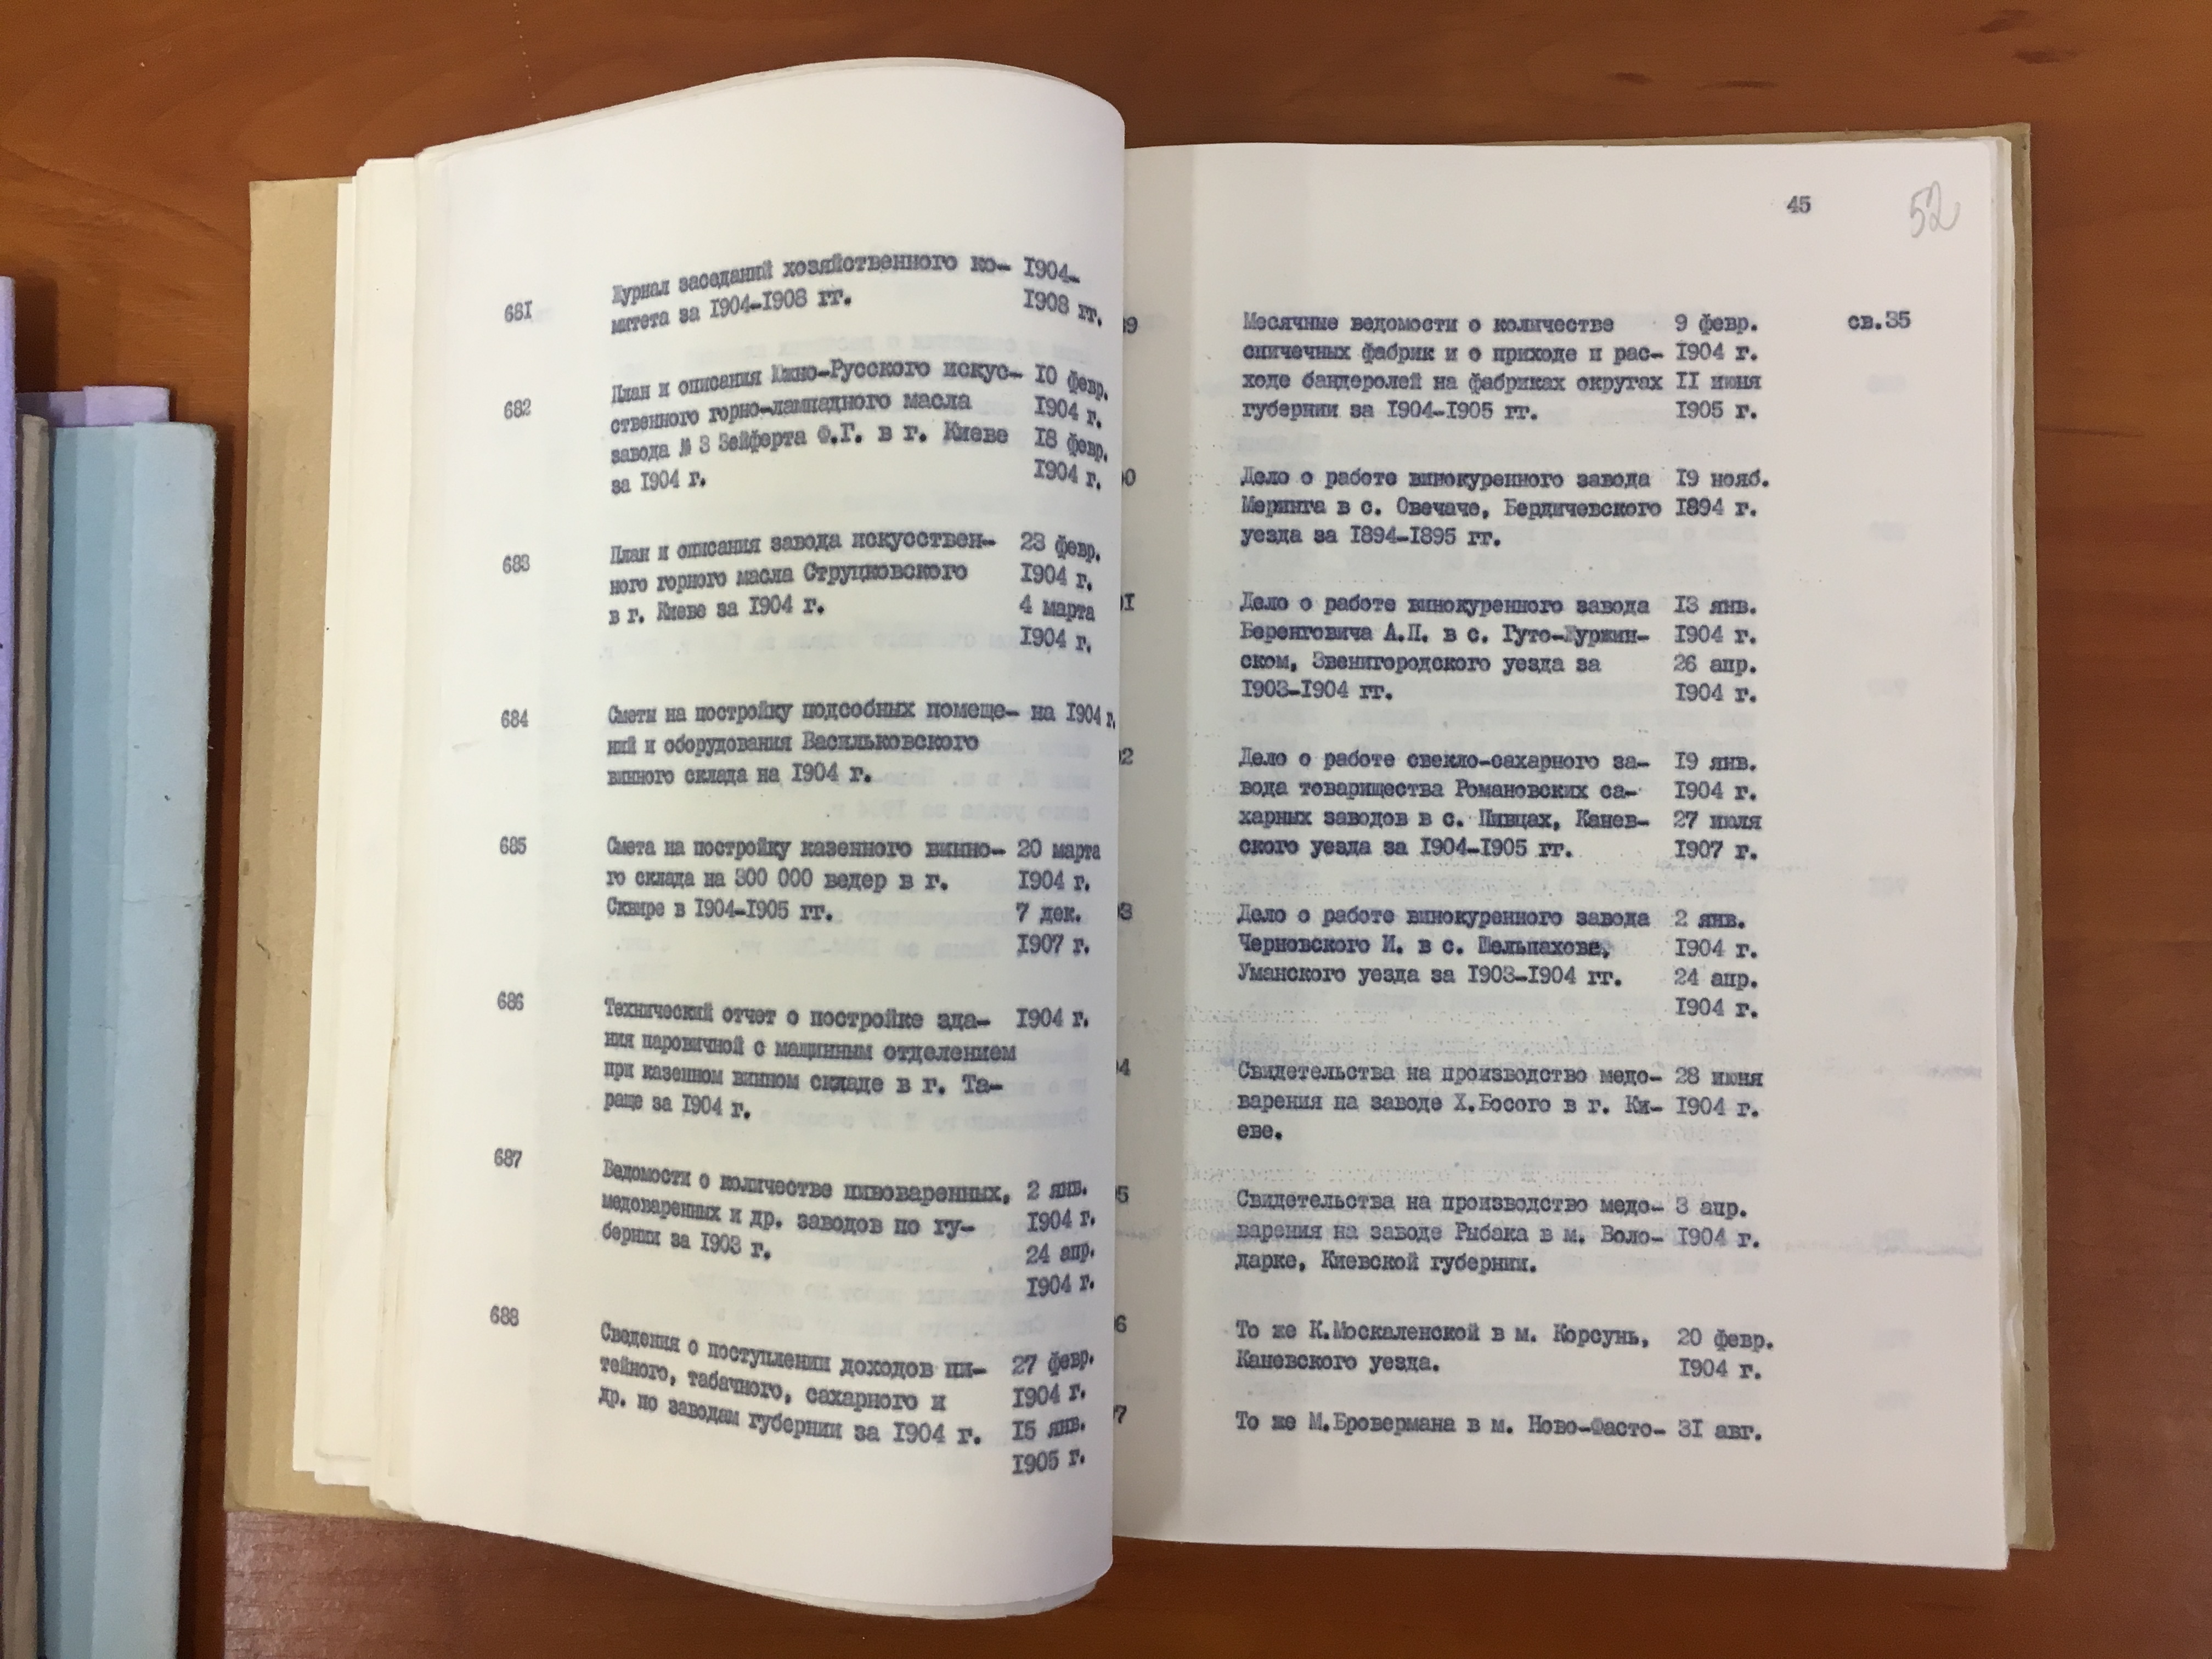 681 Журнал заседаний хозяйственного ко- 1904-
митета за 1904-1908 гг. 1908 гг.
682 План и описания Южно-Русского искус- 10 февр.
ственного горно-лампадного масла 1904 г.
завода № 3 Зейферта Ф.Г. в г. Киеве 18 февр.
за 1904 г. 1904 г.
683 План и описания завода искусствен- 23 февр.
ного горного масла Струцковского 1904 г.
в г. Киеве за 1904 г. 4 марта
1904 г.
684 Сметы на постройку подсобных помеще- на 1904 г.
ний и оборудования Васильковского
винного склада на 1904 г.
685 Смета на постройку казенного винно- 20 марта
го склада на 300 000 ведер в г. 1904 г.
Сквире в 1904-1905 гг. 7 дек.
1907 г.
686 Технический отчет о постройке зда- 1904 г.
ния паровичной с машинным отделением
при казенном винном складе в г. Та-
раще за 1904 г.
687 Ведомости о количестве пивоваренных, 2 янв.
медоваренных и др. заводов по гу- 1904 г.
бернии за 1903 г. 24 апр.
1904 г.
688 Сведения о поступлении доходов пи- 27 февр.
тейного, табачного, сахарного и 1904 г.
др. по заводам губернии за 1904 г. 15 янв.
1905 г.
45 52
9 Месячные ведомости о количестве 9 февр. св.35
спичечных фабрик и о приходе и рас- 1904 г.
ходе бандеролей на фабриках округах 11 июня
губернии за 1904-1905 гг. 1905 г.
0 Дело о работе винокуренного завода 19 нояб.
Меринга в с. Овечаче, Бердичевского 1894 г.
уезда за 1894-1895 гг.
1 Дело о работе винокуренного завода 13 янв.
Беренговича А.П. в с. Гуто-Журжин- 1904 г.
ском, Звенигородского уезда за 26 апр.
1903-1904 гг. 1904 г.
2 Дело о работе свекло-сахарного за- 19 янв.
вода товарищества Романовских са- 1904 г.
харных заводов в с. Пивцах, Канев- 27 июля
ского уезда за 1904-1905 гг. 1907 г.
3 Дело о работе винокуренного завода 2 янв.
Черновского И. в с. Шельпахове, 1904 г.
Уманского уезда за 1903-1904 гг. 24 апр.
1904 г.
4 Свидетельства на производство медо- 28 июня
варения на заводе Х.Босого в г. Ки- 1904 г.
еве.
5 Свидетельства на производство медо- 3 апр.
варения на заводе Рыбака в м. Воло- 1904 г.
дарке, Киевской губернии.
6 То же К.Москаленской в м. Корсунь, 20 февр.
Каневского уезда. 1904 г.
7 То же М.Бровермана в м. Ново-Фасто- 31 авг.